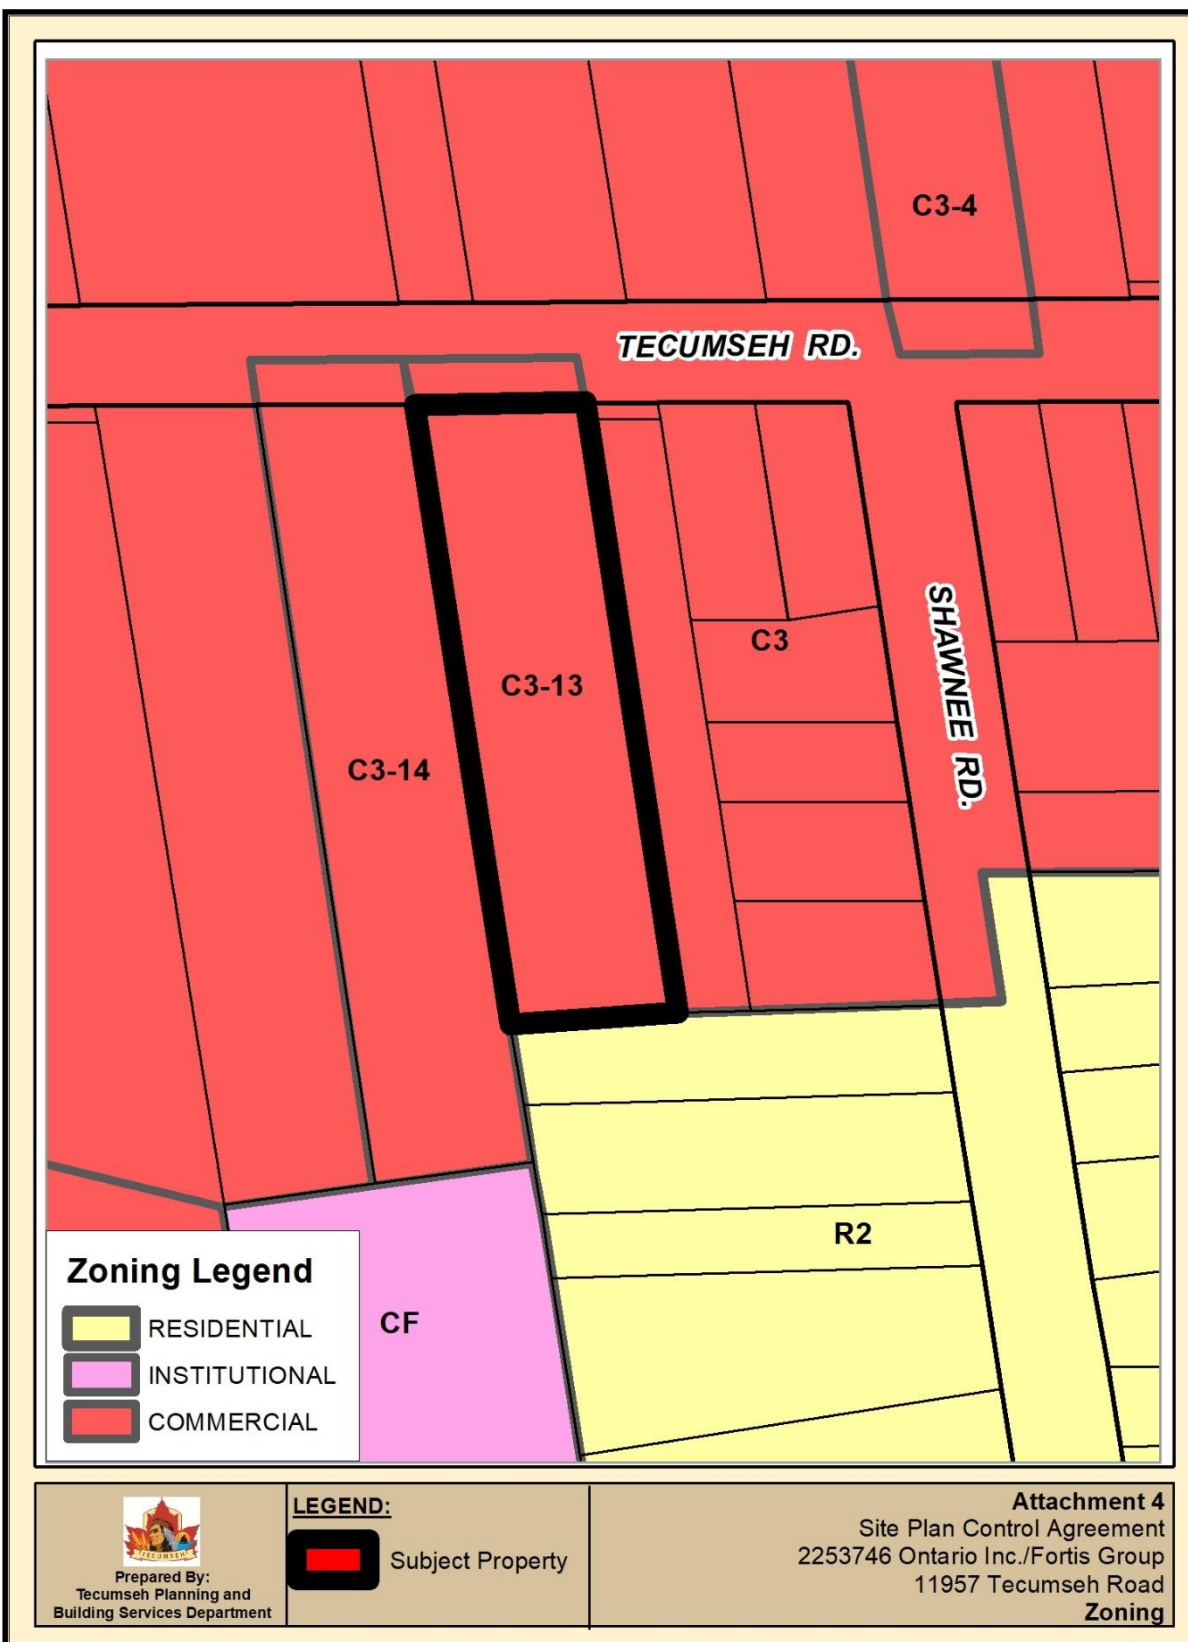 C3-4
TECUMSEH RD.
SHAWNEE RD.
C3
C3-13
C3-14
R2
CF
Zoning Legend
RESIDENTIAL
INSTITUTIONAL
COMMERCIAL
TECUMSEH
Prepared By:
Tecumseh Planning and
Building Services Department
LEGEND:
Subject Property
Attachment 4
Site Plan Control Agreement
2253746 Ontario Inc./Fortis Group
11957 Tecumseh Road
Zoning